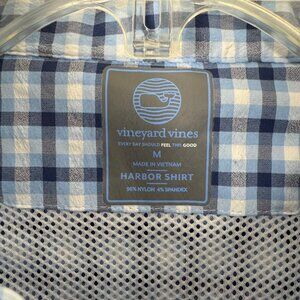 vineyard vines
EVERY DAY SHOULD FEEL THIS GOOD
M
MADE IN VIETNAM
HARBOR SHIRT
96% NYLON 4% SPANDEX